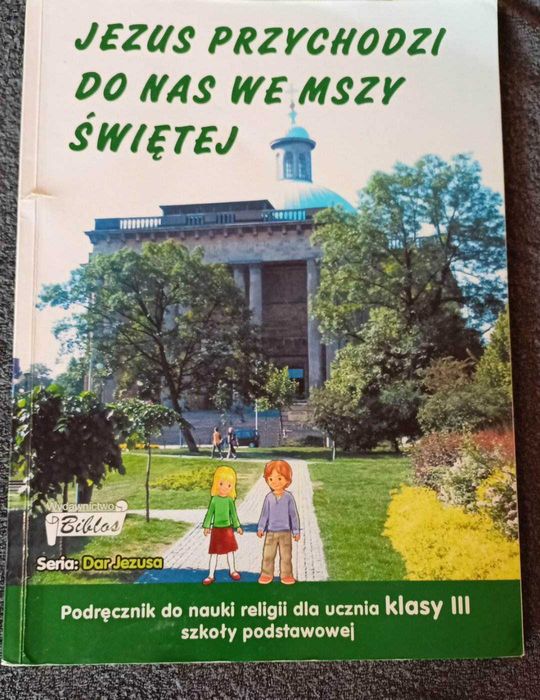 JEZUS PRZYCHODZI
DO NAS WE MSZY
ŚWIĘTEJ
Wydawnictwo
Biblos
Seria: Dar Jezusa
Podręcznik do nauki religii dla ucznia klasy III
szkoły podstawowej